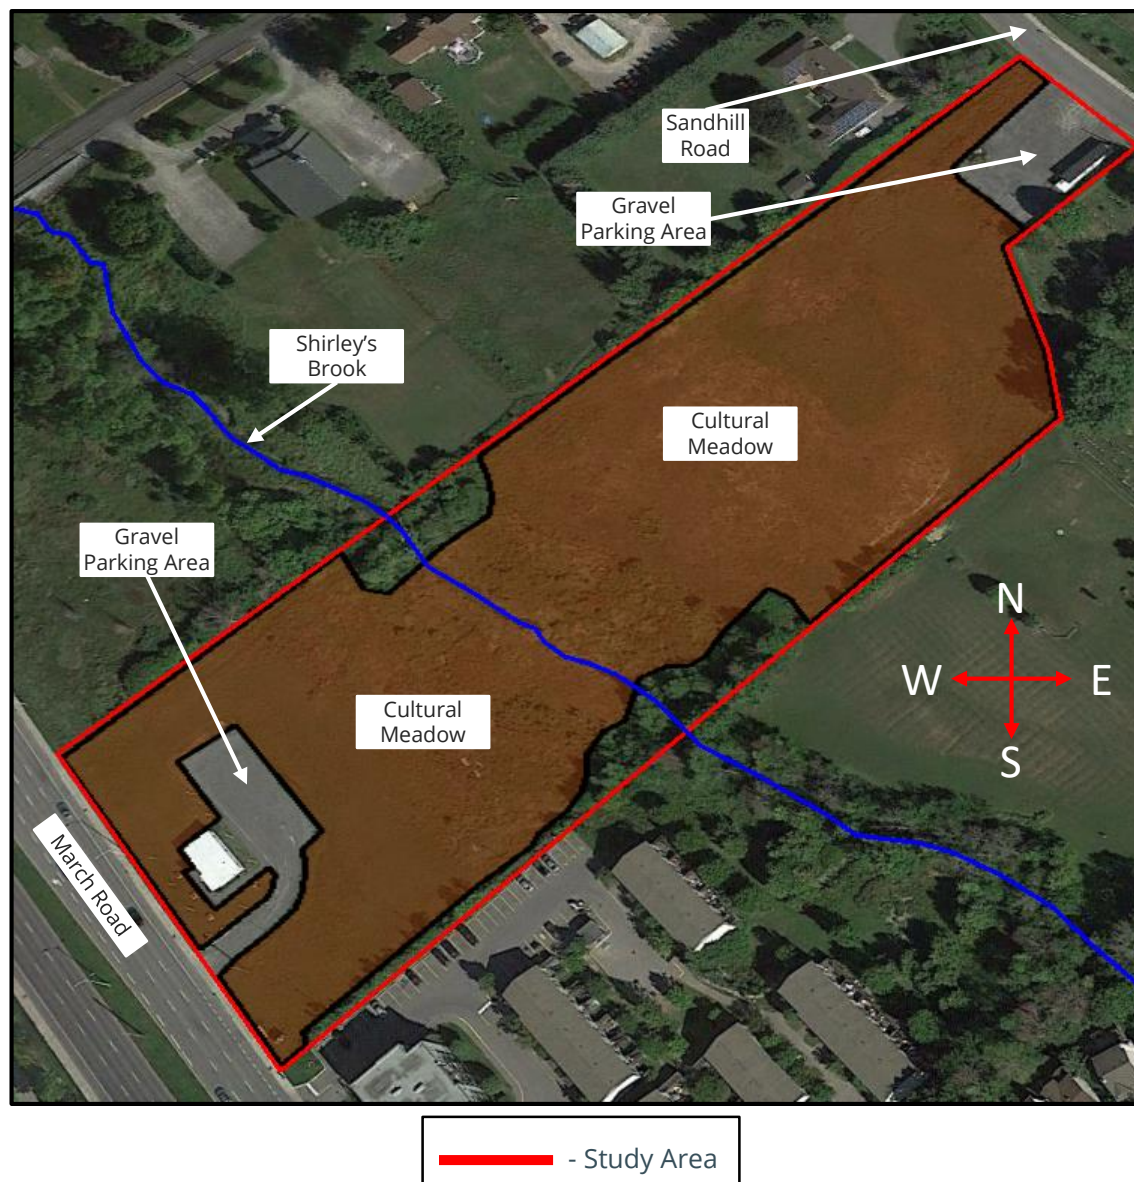 Sandhill
Road
Gravel
Parking Area
Shirley’s
Brook
Cultural
Meadow
Gravel
Parking Area
N
W
E
S
Cultural
Meadow
March Road
- Study Area